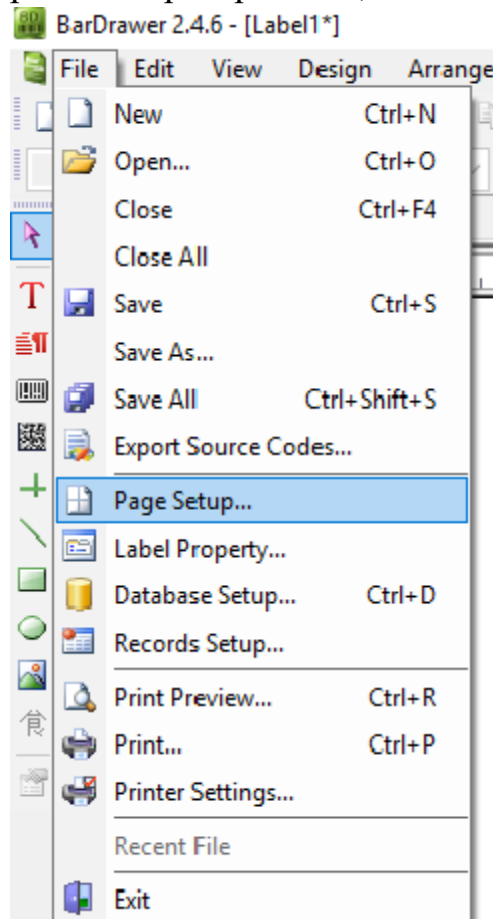 BarDrawer 2.4.6 - [Label1*]
File Edit View Design Arrange
New Ctrl+N
Open... Ctrl+O
Close Ctrl+F4
Close All
Save Ctrl+S
Save As...
Save All Ctrl+Shift+S
Export Source Codes...
Page Setup...
Label Property...
Database Setup... Ctrl+D
Records Setup...
Print Preview... Ctrl+R
Print... Ctrl+P
Printer Settings...
Recent File
Exit
T
食